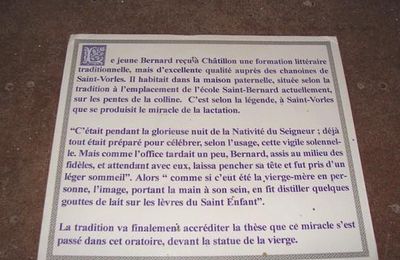 Le jeune Bernard reçu à Châtillon une formation littéraire
traditionnelle, mais d'excellente qualité auprès des chanoines de
Saint-Vorles. Il habitait dans la maison paternelle, située selon la
tradition à l'emplacement de l'école Saint-Bernard actuellement,
sur les pentes de la colline. C'est selon la légende, à Saint-Vorles
que se produisit le miracle de la lactation.
"C'était pendant la glorieuse nuit de la Nativité du Seigneur ; déjà
tout était préparé pour célébrer, selon l'usage, cette vigile solennel-
le. Mais comme l'office tardait un peu, Bernard, assis au milieu des
fidèles, et attendant avec eux, laissa pencher sa tête et fut pris d'un
léger sommeil". Alors " comme si c'eut été la vierge-mère en per-
sonne, l'image, portant la main à son sein, en fit distiller quelques
gouttes de lait sur les lèvres du Saint Enfant".
La tradition va finalement accréditer la thèse que cé miracle s'est
passé dans cet oratoire, devant la statue de la vierge.